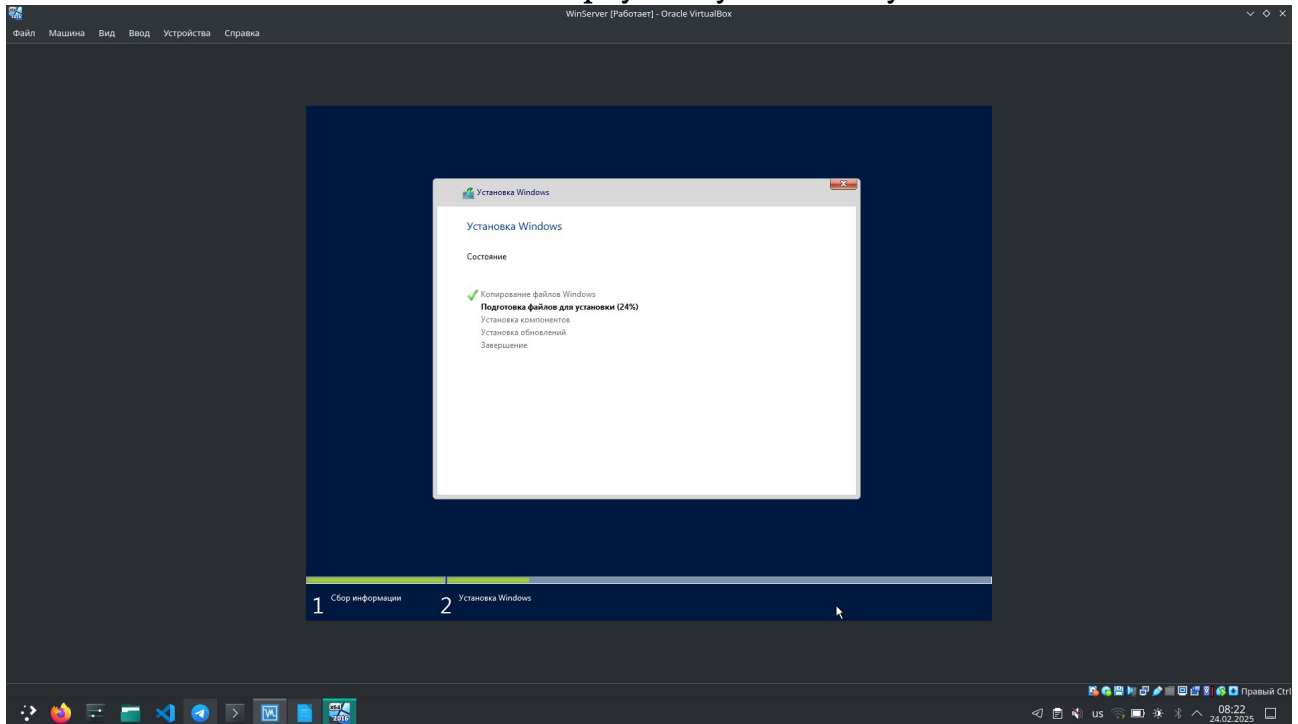 WinServer [Работает] - Oracle VirtualBox
Файл Машина Вид Ввод Устройства Справка
Установка Windows
Установка Windows
Состояние
Копирование файлов Windows
Подготовка файлов для установки (24%)
Установка компонентов
Установка обновлений
Завершение
1 Сбор информации 2 Установка Windows
Правый Ctrl
us 08:22
24.02.2025
2016